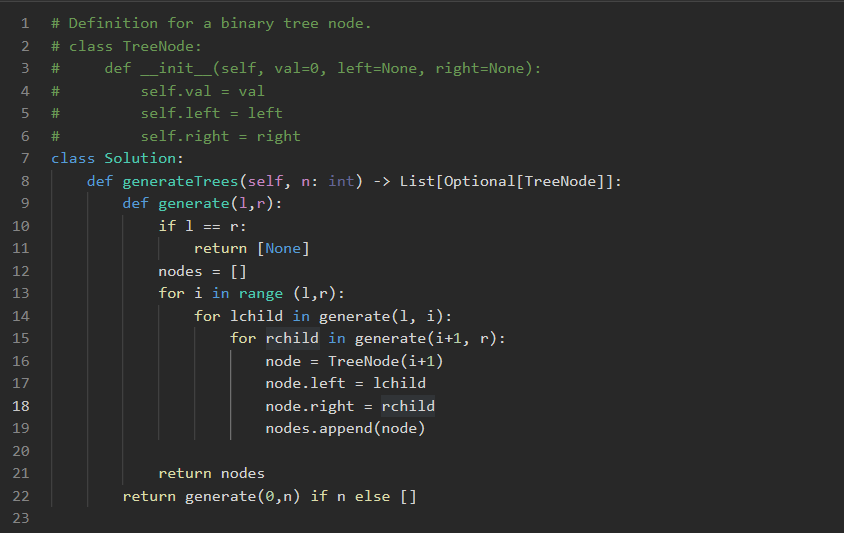 1 # Definition for a binary tree node.
2 # class TreeNode:
3 #     def __init__(self, val=0, left=None, right=None):
4 #         self.val = val
5 #         self.left = left
6 #         self.right = right
7 class Solution:
8     def generateTrees(self, n: int) -> List[Optional[TreeNode]]:
9         def generate(l,r):
10             if l == r:
11                 return [None]
12             nodes = []
13             for i in range (l,r):
14                 for lchild in generate(l, i):
15                     for rchild in generate(i+1, r):
16                         node = TreeNode(i+1)
17                         node.left = lchild
18                         node.right = rchild
19                         nodes.append(node)
20
21             return nodes
22         return generate(0,n) if n else []
23